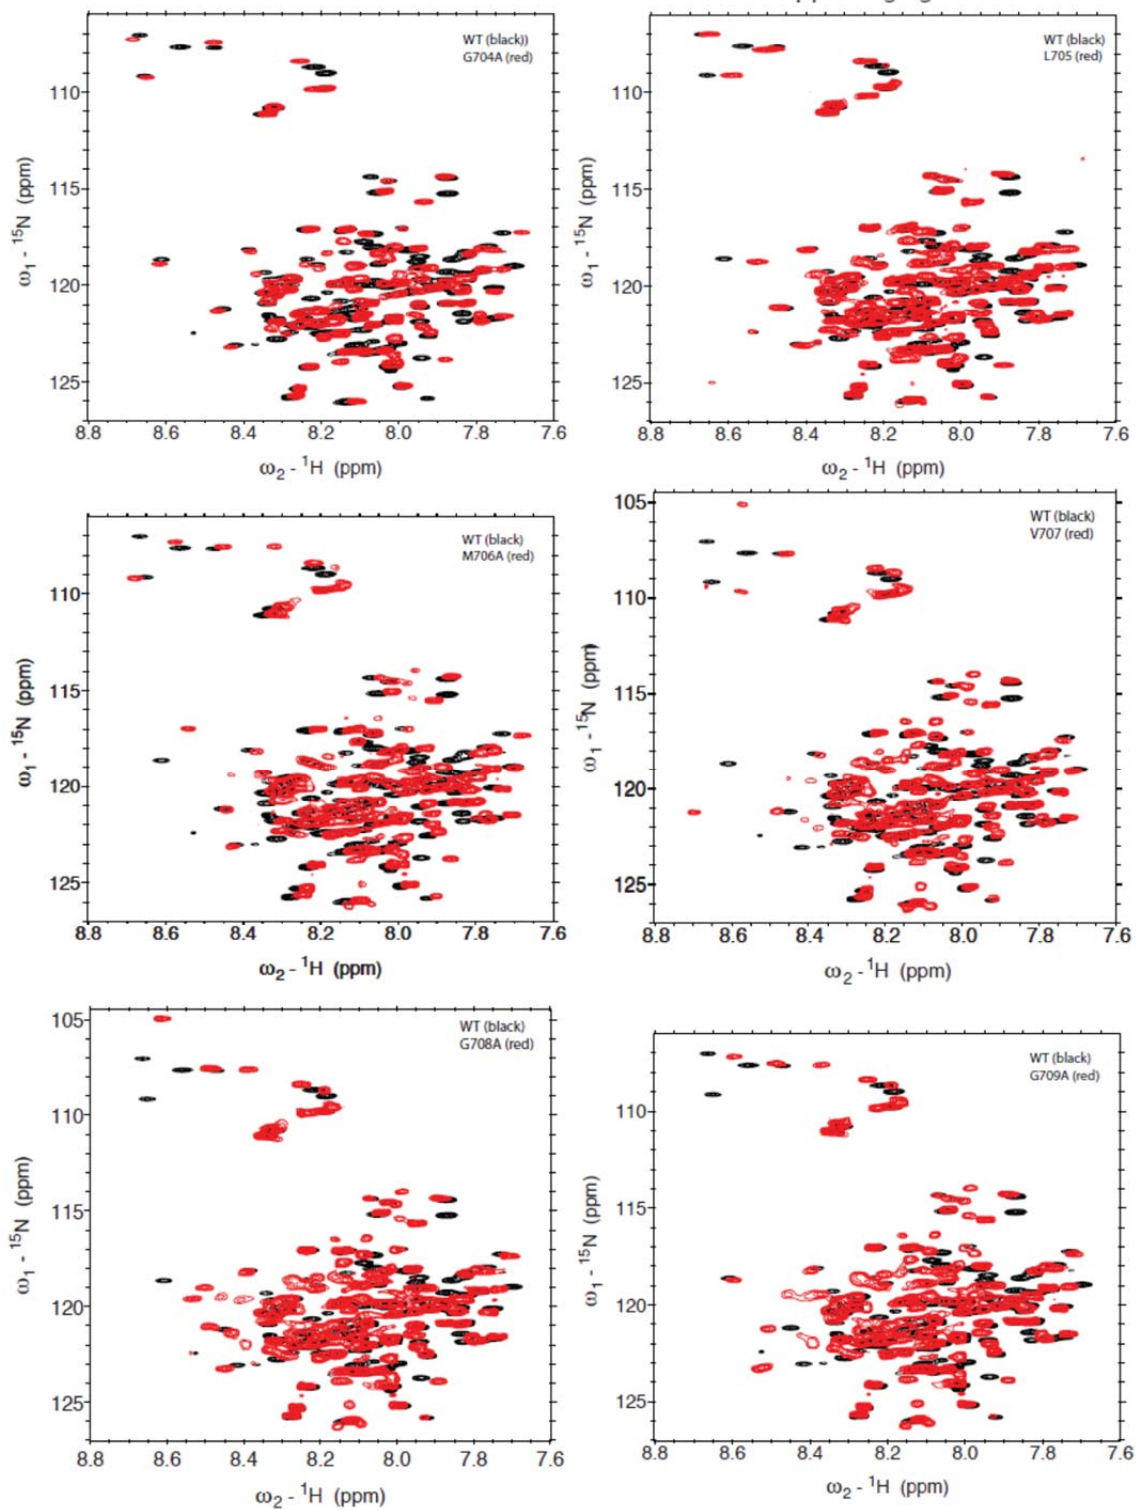 WT (black))
G704A (red)
110
115
120
125
8.8 8.6 8.4 8.2 8.0 7.8 7.6
ω1 - 15N (ppm)
ω2 - 1H (ppm)
WT (black)
L705 (red)
110
115
120
125
8.8 8.6 8.4 8.2 8.0 7.8 7.6
ω1 - 15N (ppm)
ω2 - 1H (ppm)
WT (black)
M706A (red)
110
115
120
125
8.8 8.6 8.4 8.2 8.0 7.8 7.6
ω1 - 15N (ppm)
ω2 - 1H (ppm)
WT (black)
V707 (red)
105
110
115
120
125
8.8 8.6 8.4 8.2 8.0 7.8 7.6
ω1 - 15N (ppm)
ω2 - 1H (ppm)
WT (black)
G708A (red)
105
110
115
120
125
8.8 8.6 8.4 8.2 8.0 7.8 7.6
ω1 - 15N (ppm)
ω2 - 1H (ppm)
WT (black)
G709A (red)
110
115
120
125
8.8 8.6 8.4 8.2 8.0 7.8 7.6
ω1 - 15N (ppm)
ω2 - 1H (ppm)